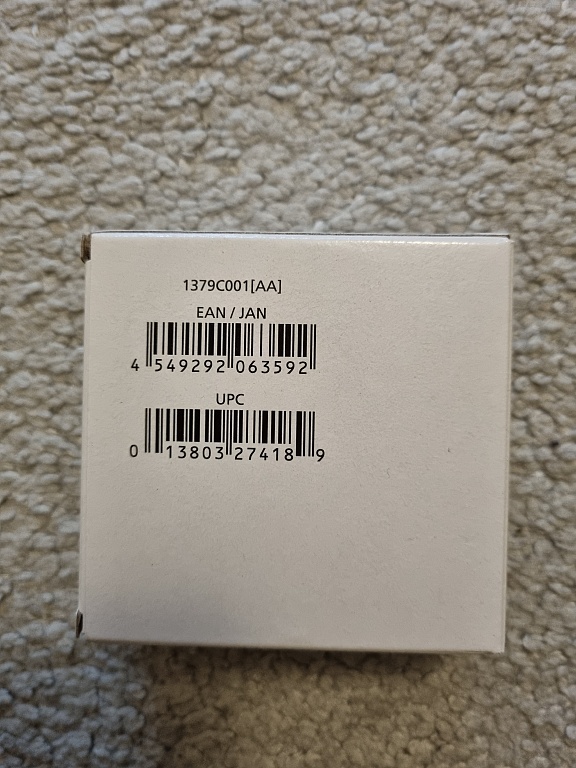 1379C001[AA]
EAN / JAN
4 549292 063592
UPC
0 13803 27418 9